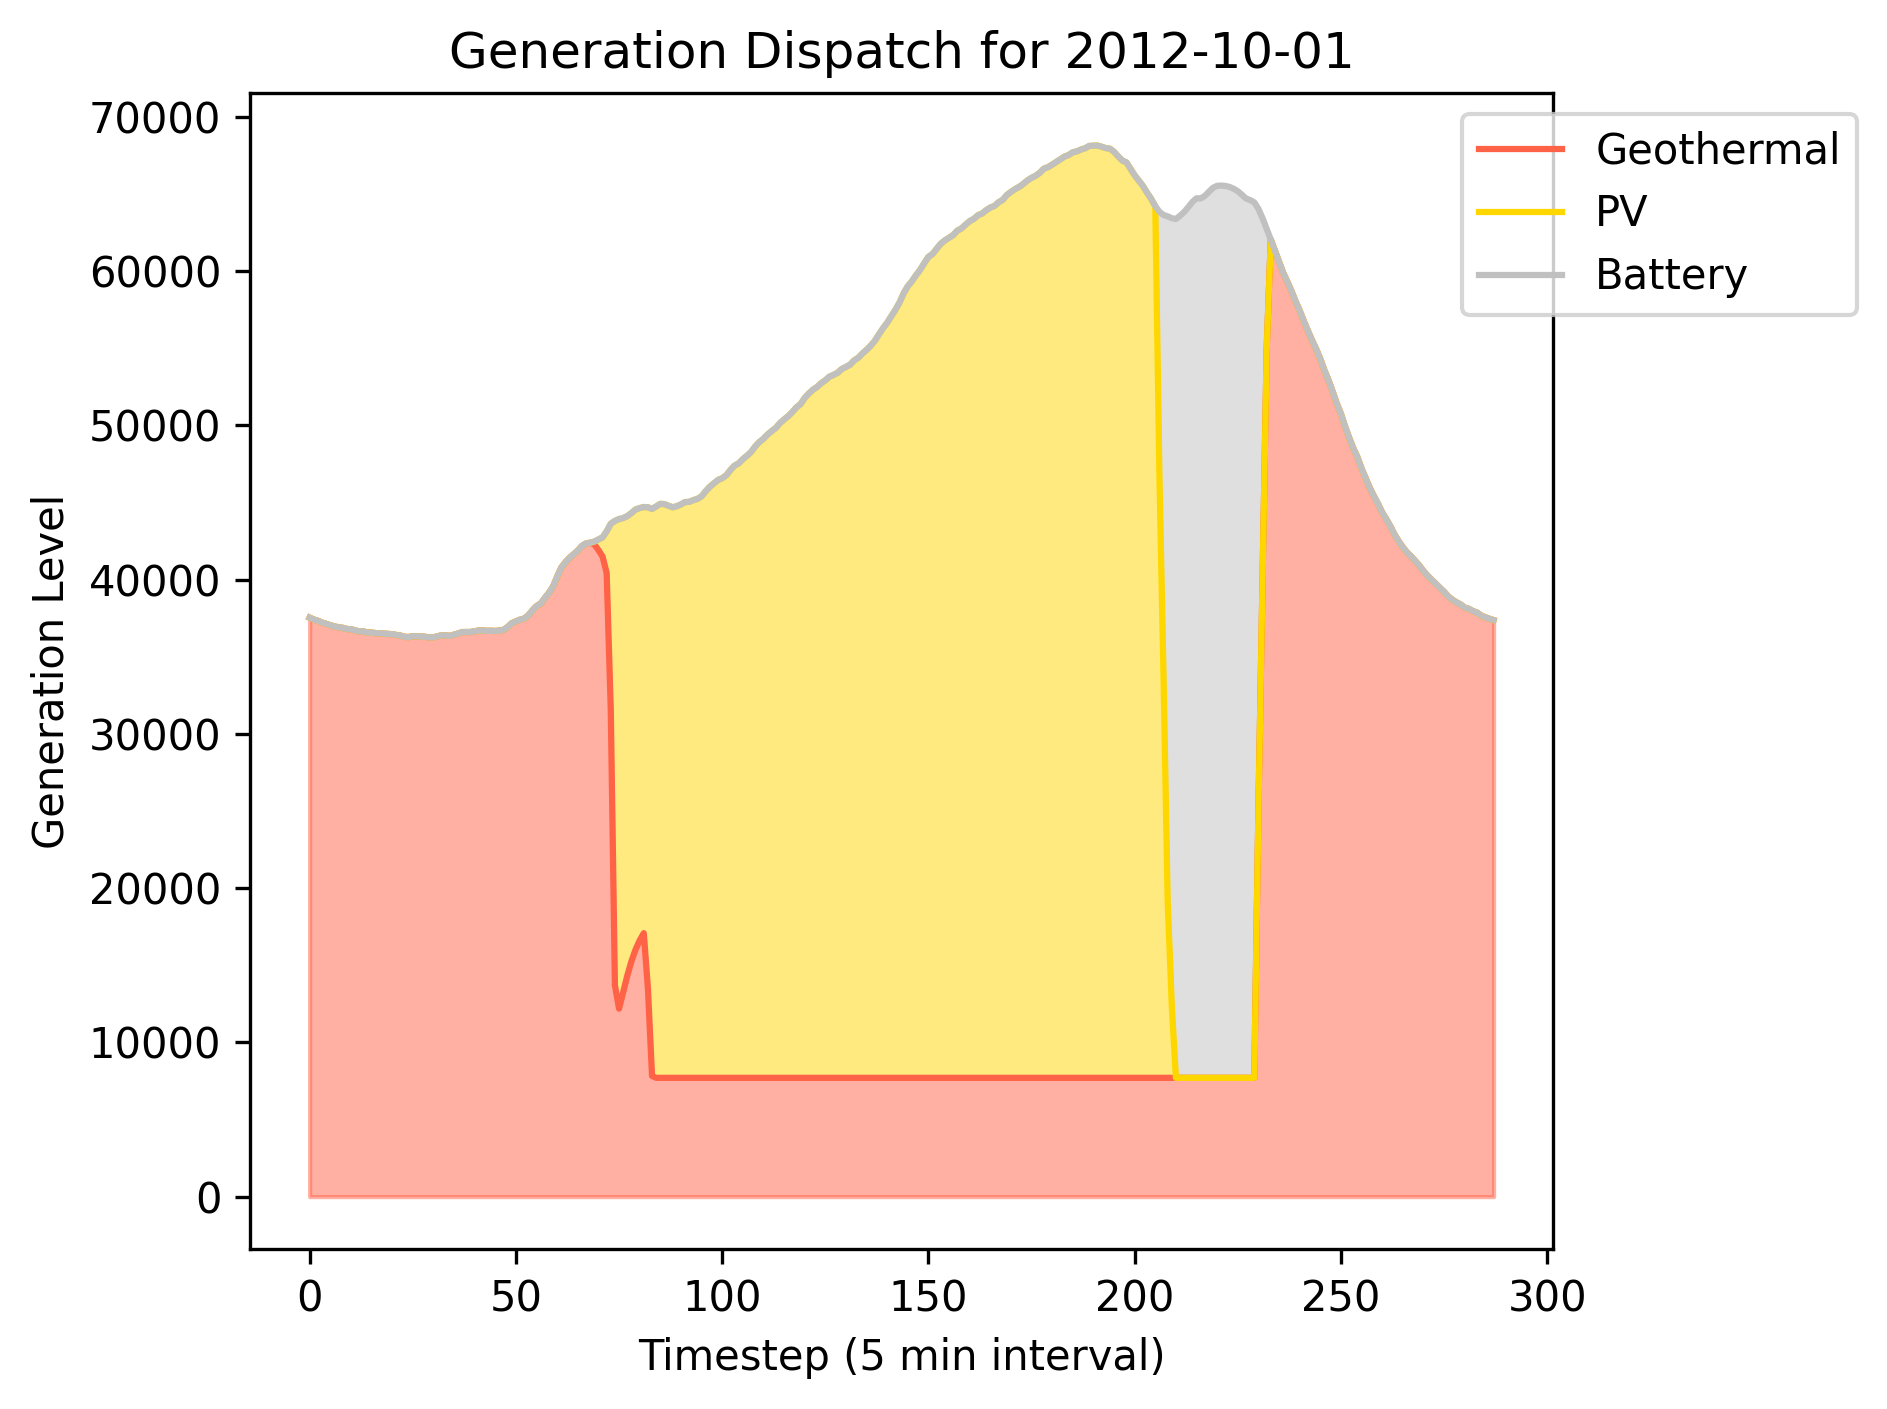 Generation Dispatch for 2012-10-01
70000
60000
50000
40000
30000
20000
10000
0
Generation Level
Geothermal
PV
Battery
0 50 100 150 200 250 300
Timestep (5 min interval)